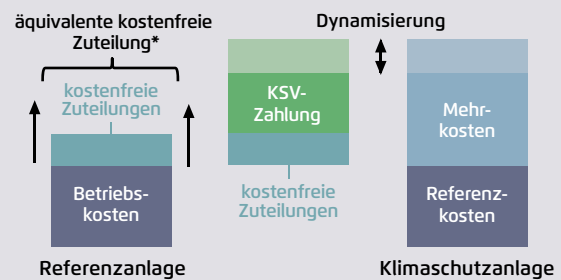 äquivalente kostenfreie
Zuteilung*
Dynamisierung
kostenfreie
Zuteilungen
KSV-
Zahlung
Mehr-
kosten
Betriebs-
kosten
kostenfreie
Zuteilungen
Referenz-
kosten
Referenzanlage
Klimaschutzanlage